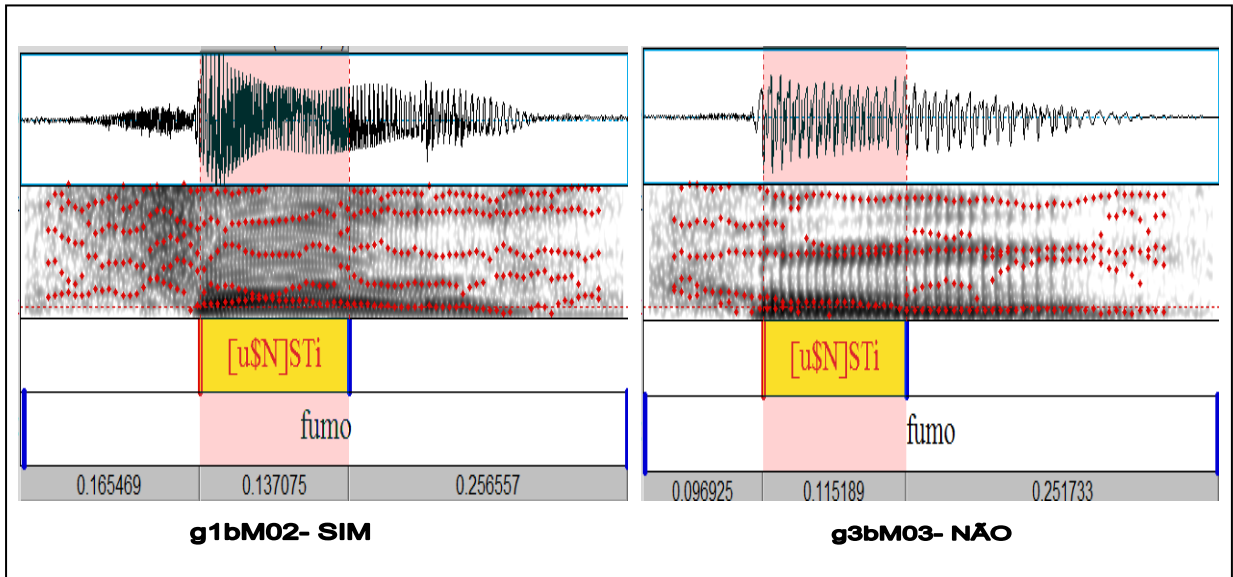 [u$N]STi
fumo
0.165469 0.137075 0.256557
g1bM02- SIM
[u$N]STi
fumo
0.096925 0.115189 0.251733
g3bM03- NÃO